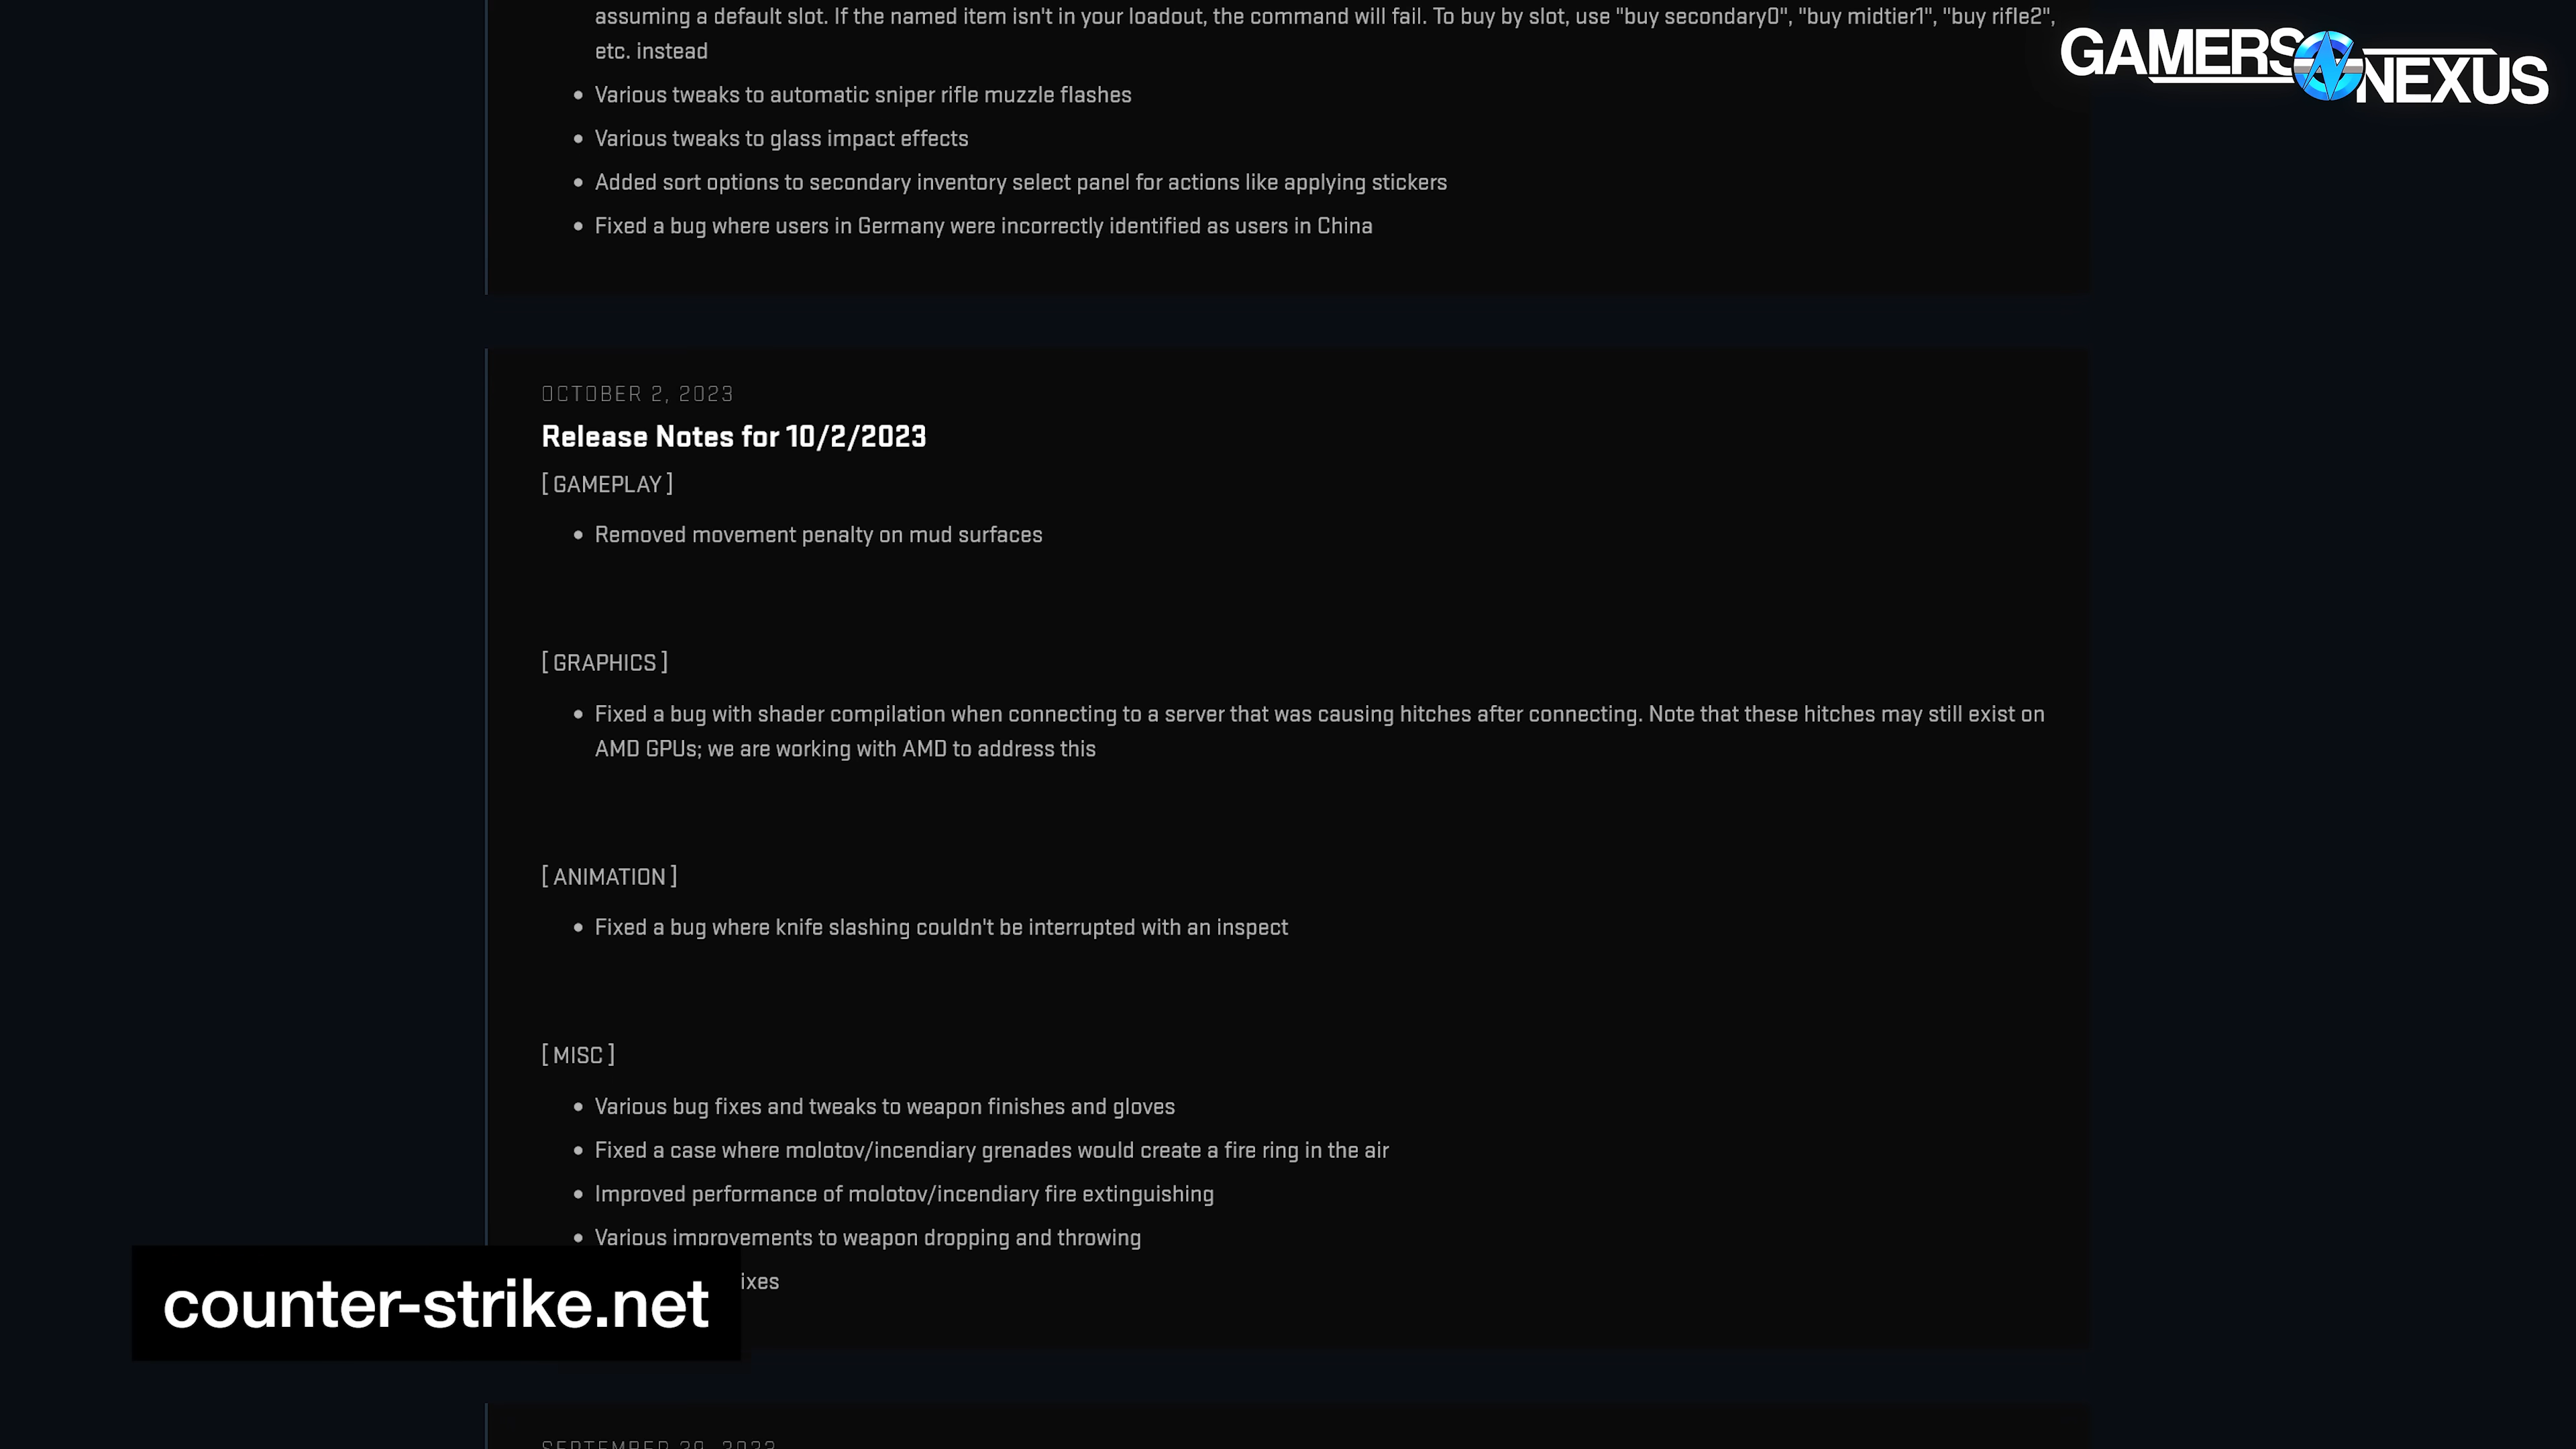 assuming a default slot. If the named item isn't in your loadout, the command will fail. To buy by slot, use "buy secondary0", "buy midtier1", "buy rifle2",
etc. instead
GAMERS NEXUS
• Various tweaks to automatic sniper rifle muzzle flashes
• Various tweaks to glass impact effects
• Added sort options to secondary inventory select panel for actions like applying stickers
• Fixed a bug where users in Germany were incorrectly identified as users in China
OCTOBER 2, 2023
Release Notes for 10/2/2023
[ GAMEPLAY ]
• Removed movement penalty on mud surfaces
[ GRAPHICS ]
• Fixed a bug with shader compilation when connecting to a server that was causing hitches after connecting. Note that these hitches may still exist on
AMD GPUs; we are working with AMD to address this
[ ANIMATION ]
• Fixed a bug where knife slashing couldn't be interrupted with an inspect
[ MISC ]
• Various bug fixes and tweaks to weapon finishes and gloves
• Fixed a case where molotov/incendiary grenades would create a fire ring in the air
• Improved performance of molotov/incendiary fire extinguishing
• Various improvements to weapon dropping and throwing
ixes
counter-strike.net